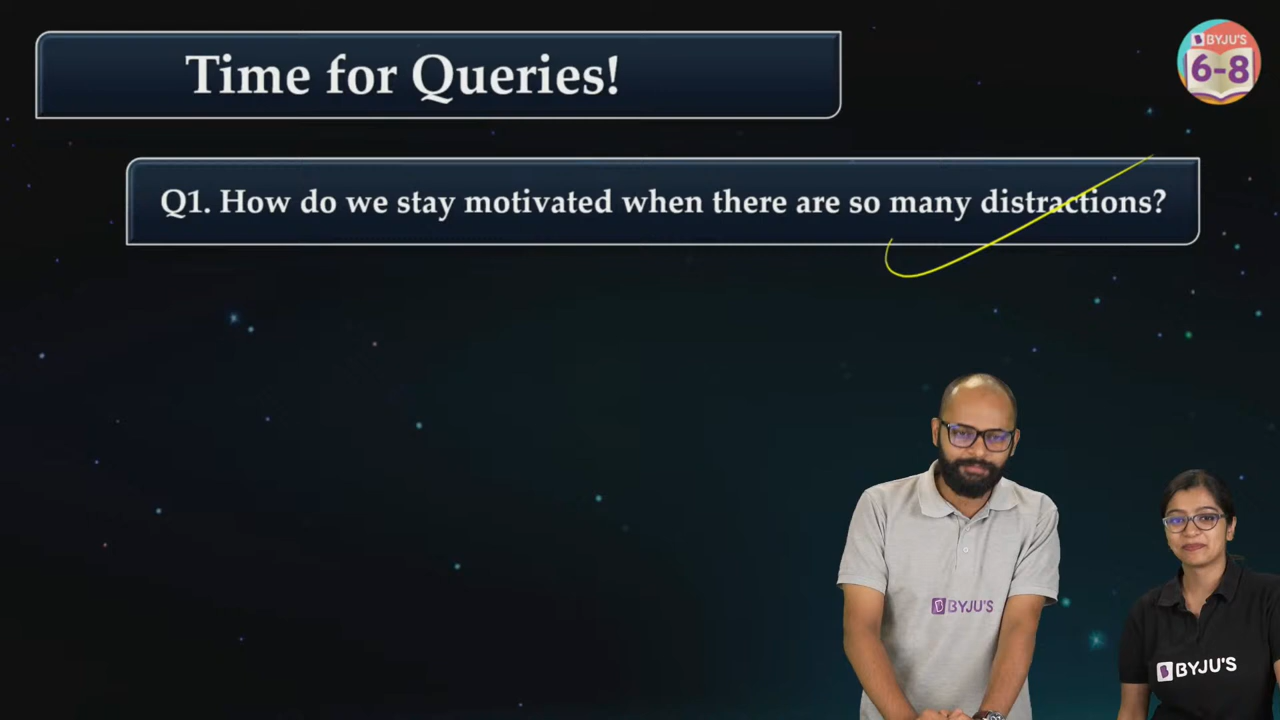 Time for Queries!
BYJU'S
6-8
Q1. How do we stay motivated when there are so many distractions?
BYJU'S
BYJU'S